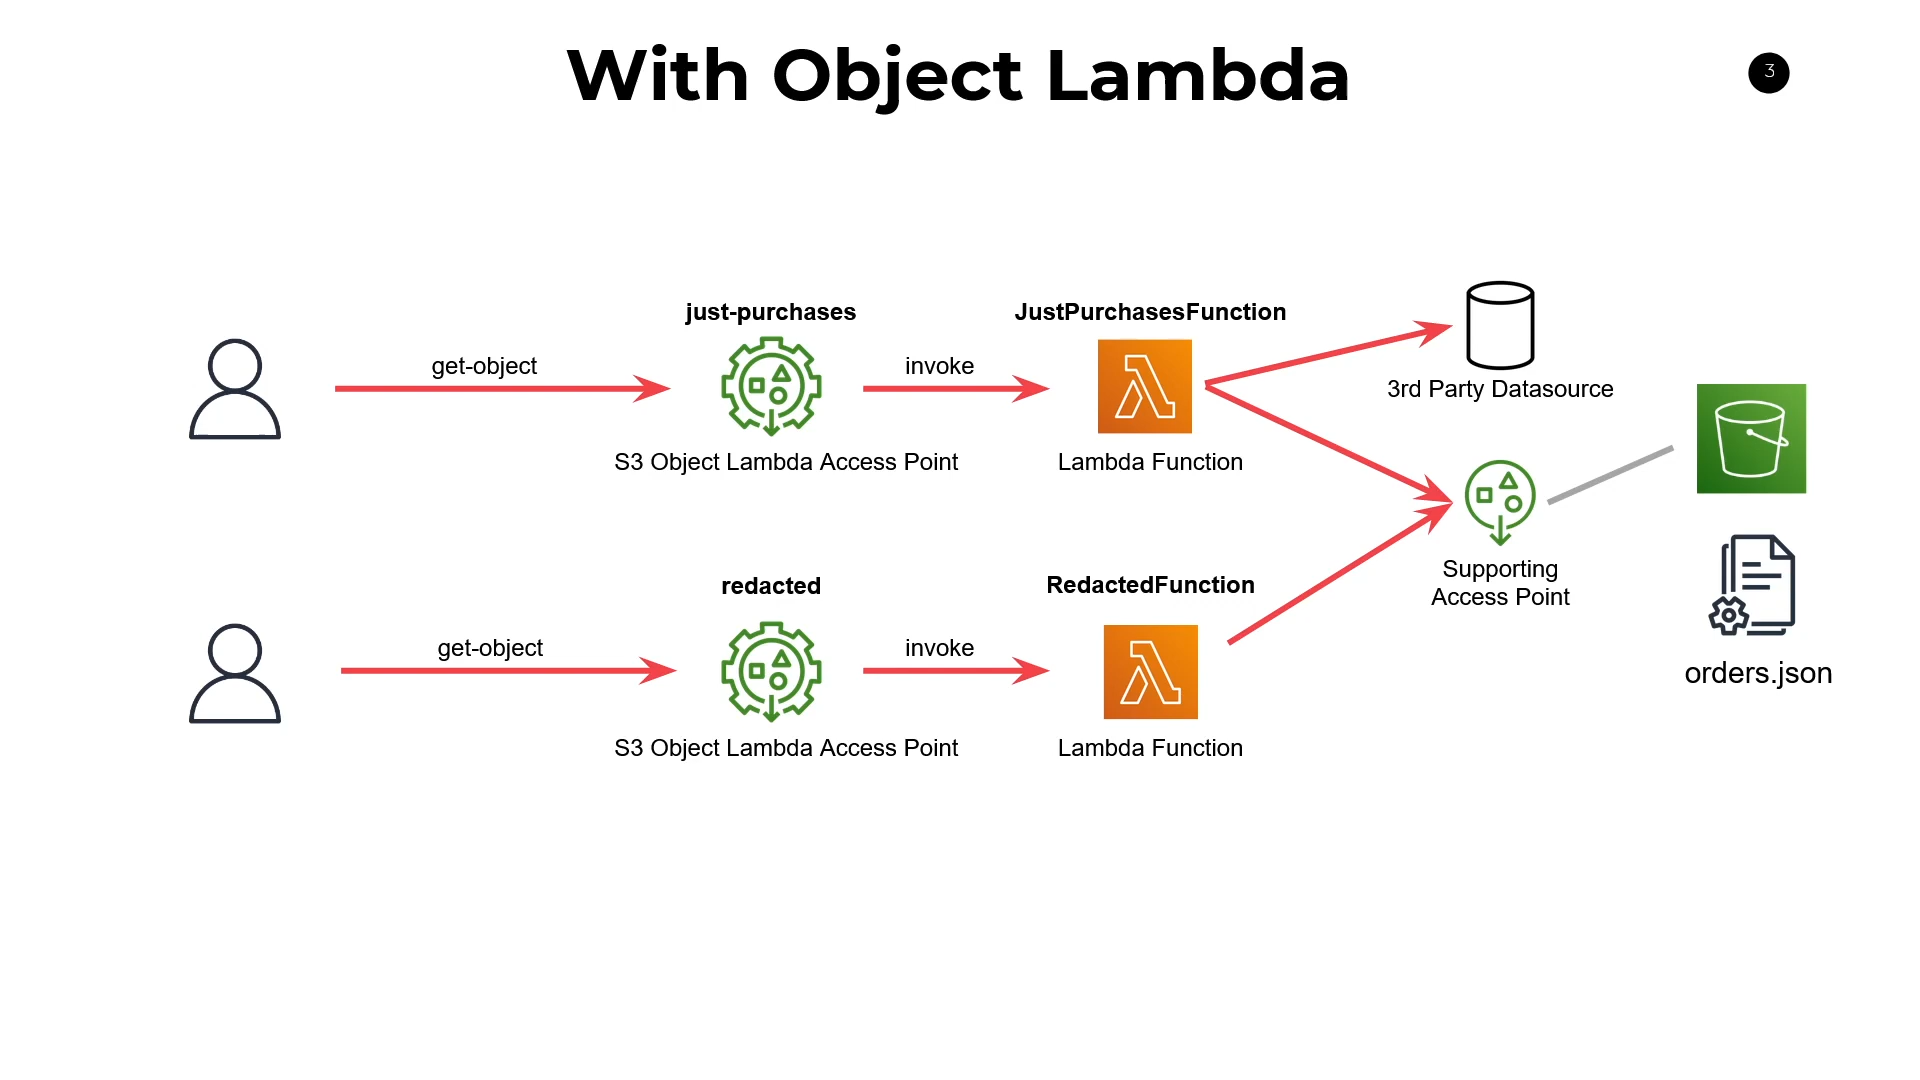 With Object Lambda
3
just-purchases
JustPurchasesFunction
get-object
invoke
3rd Party Datasource
S3 Object Lambda Access Point
Lambda Function
Supporting
Access Point
redacted
RedactedFunction
get-object
invoke
orders.json
S3 Object Lambda Access Point
Lambda Function